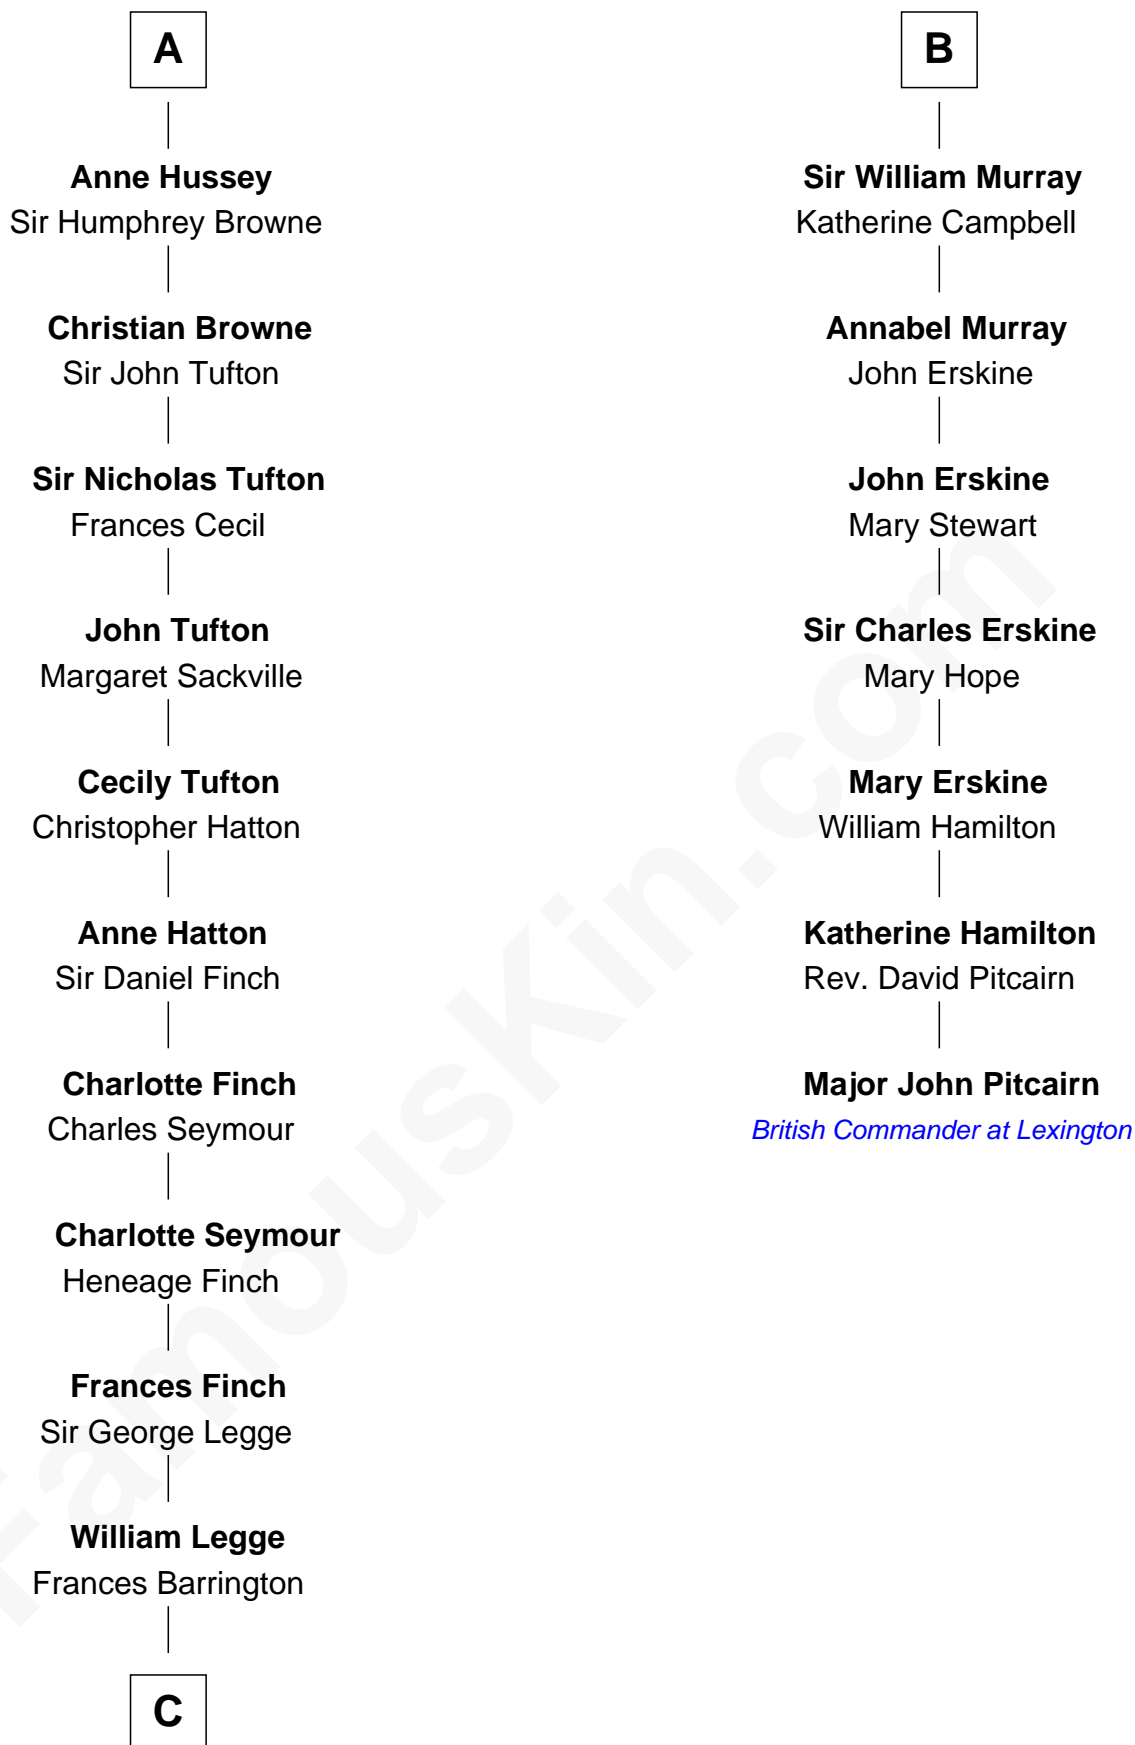 A
Anne Hussey
Sir Humphrey Browne
Christian Browne
Sir John Tufton
Sir Nicholas Tufton
Frances Cecil
John Tufton
Margaret Sackville
Cecily Tufton
Christopher Hatton
Anne Hatton
Sir Daniel Finch
Charlotte Finch
Charles Seymour
Charlotte Seymour
Heneage Finch
Frances Finch
Sir George Legge
William Legge
Frances Barrington
C
B
Sir William Murray
Katherine Campbell
Annabel Murray
John Erskine
John Erskine
Mary Stewart
Sir Charles Erskine
Mary Hope
Mary Erskine
William Hamilton
Katherine Hamilton
Rev. David Pitcairn
Major John Pitcairn
British Commander at Lexington
FamousKin.com